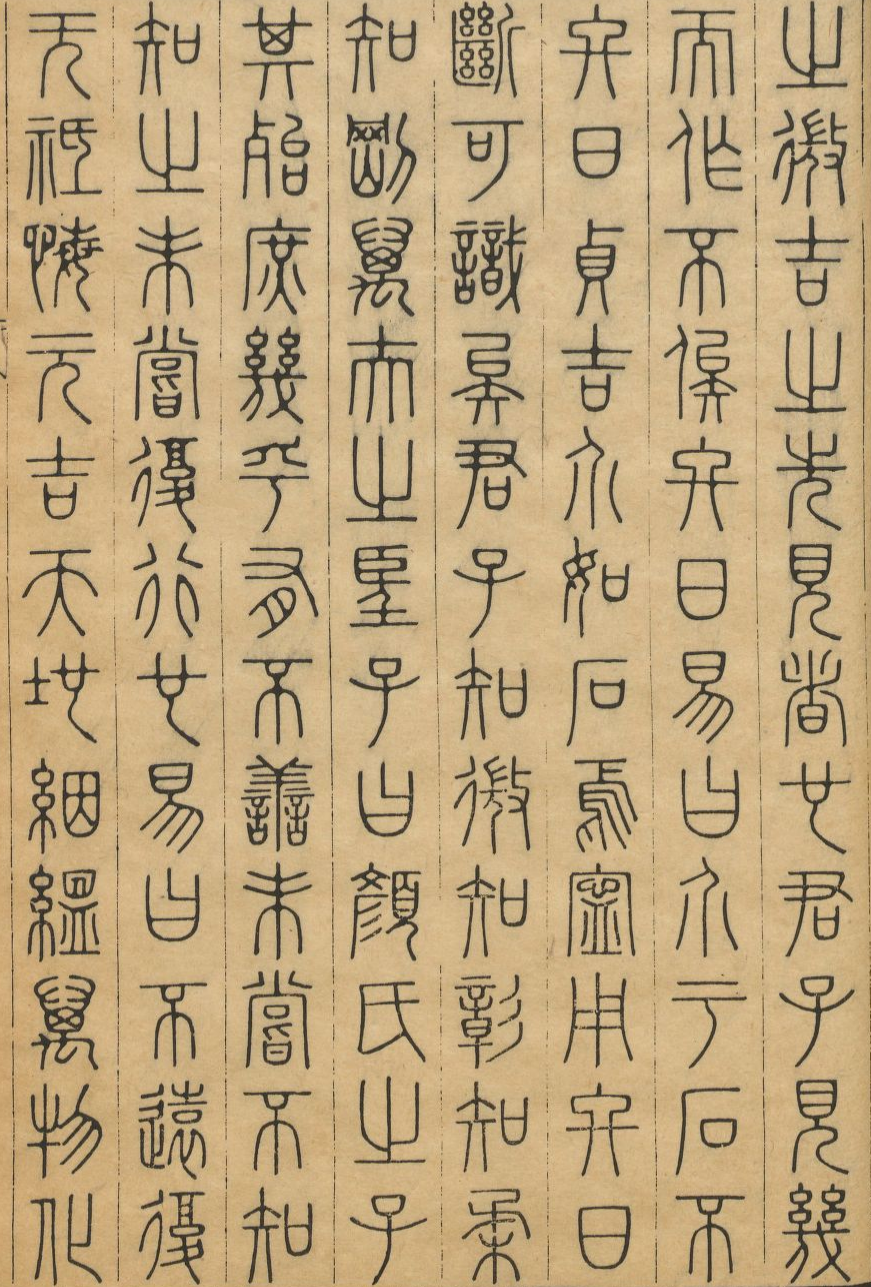 之微吉之先見者也君子見幾
而作不俟終日易曰介于石不
終日貞吉介如石焉寧用終日
斷可識矣君子知微知彰知柔
知剛萬夫之望子曰顏氏之子
其殆庶幾乎有不善未嘗不知
知之未嘗復行也易曰不遠復
无祗悔元吉天地絪縕萬物化